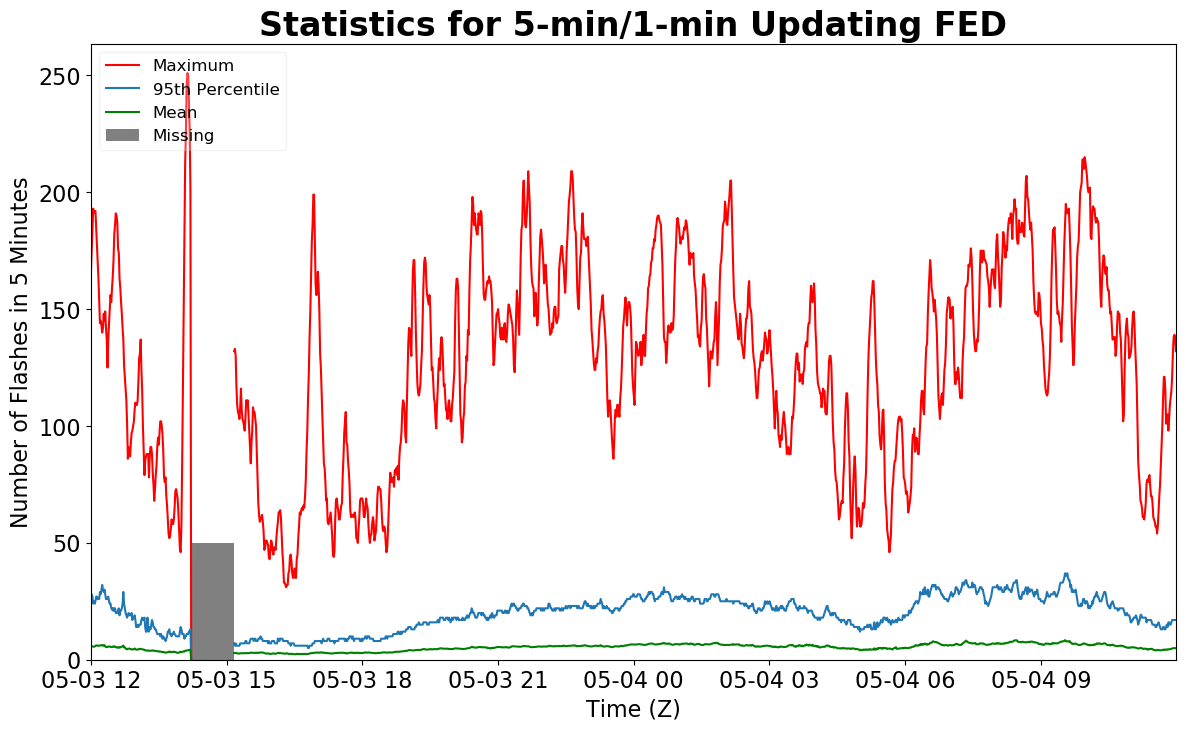 Statistics for 5-min/1-min Updating FED
Maximum
95th Percentile
Mean
Missing
Number of Flashes in 5 Minutes
250
200
150
100
50
0
05-03 12 05-03 15 05-03 18 05-03 21 05-04 00 05-04 03 05-04 06 05-04 09
Time (Z)